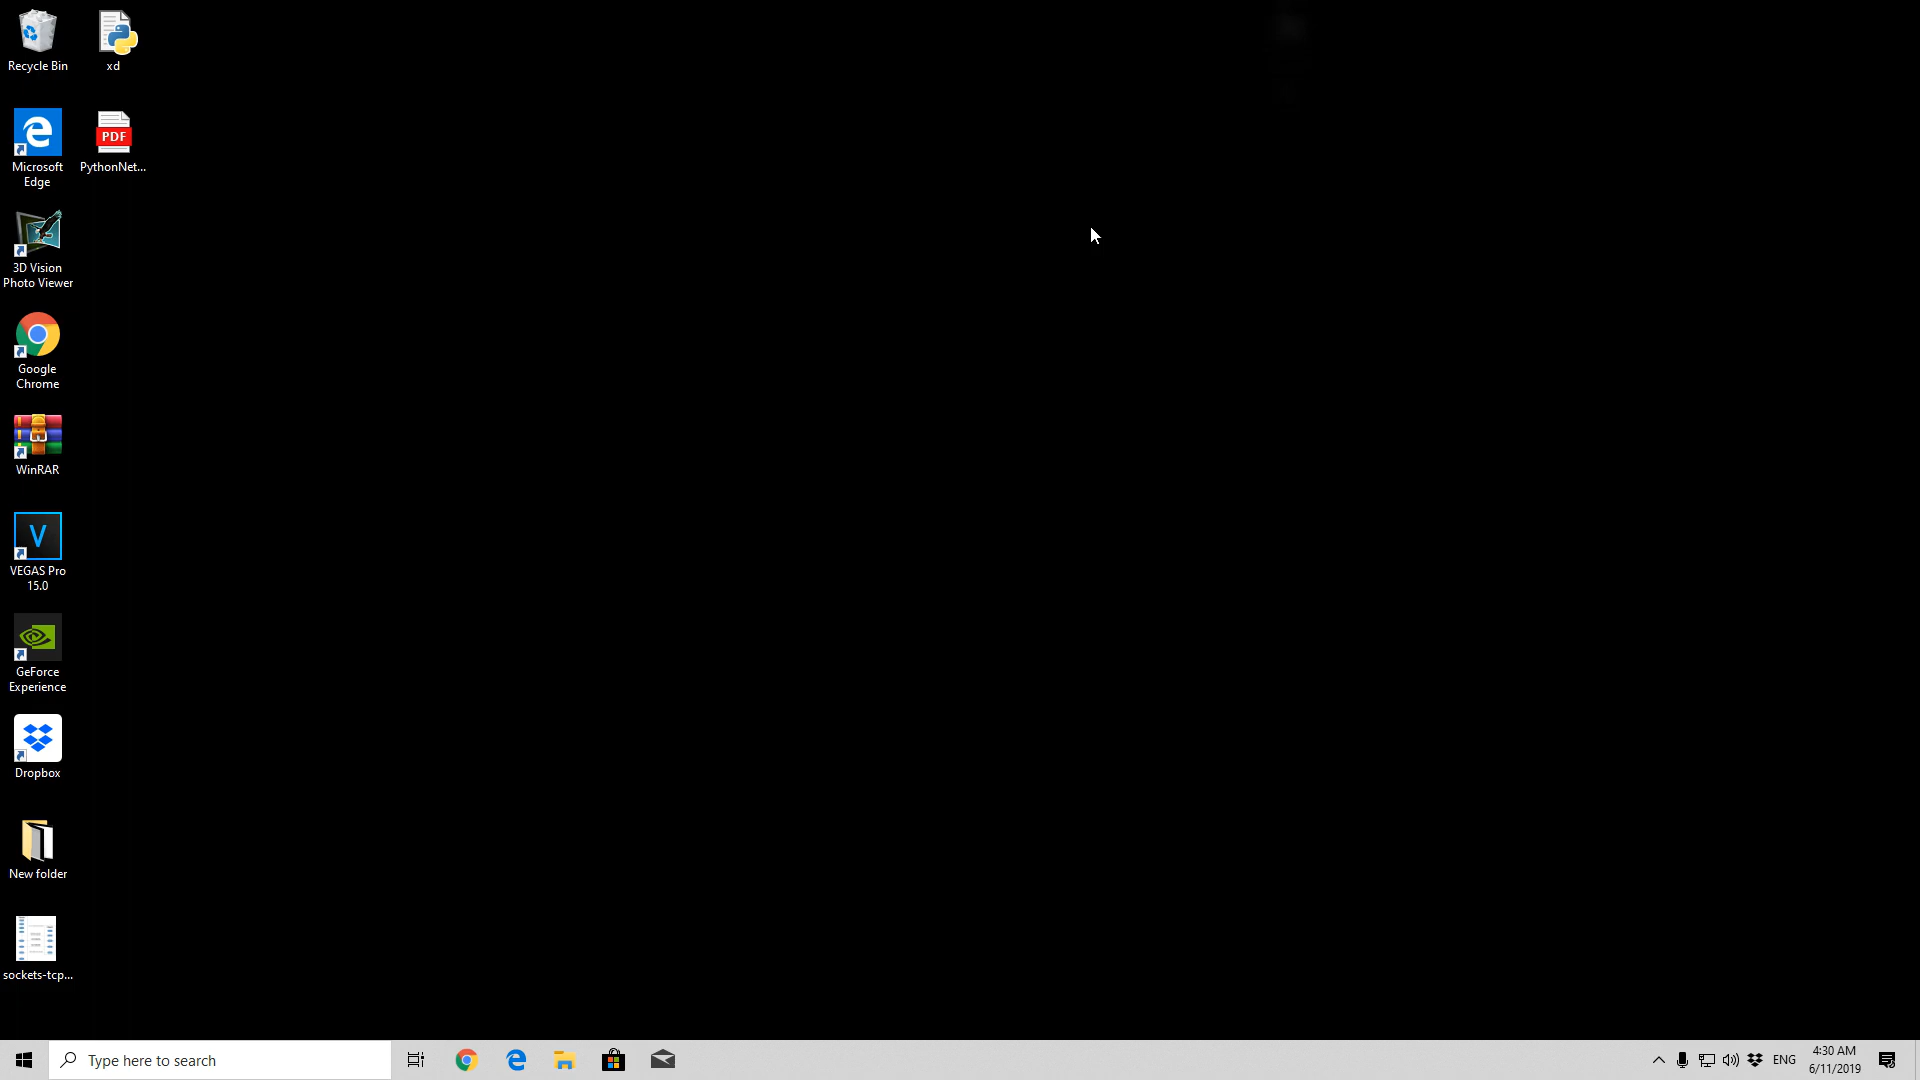 Recycle Bin
xd
Microsoft
Edge
PDF
PythonNet...
3D Vision
Photo Viewer
Google
Chrome
WinRAR
V
VEGAS Pro
15.0
GeForce
Experience
Dropbox
New folder
sockets-tcp...
Type here to search
ENG
4:30 AM
6/11/2019